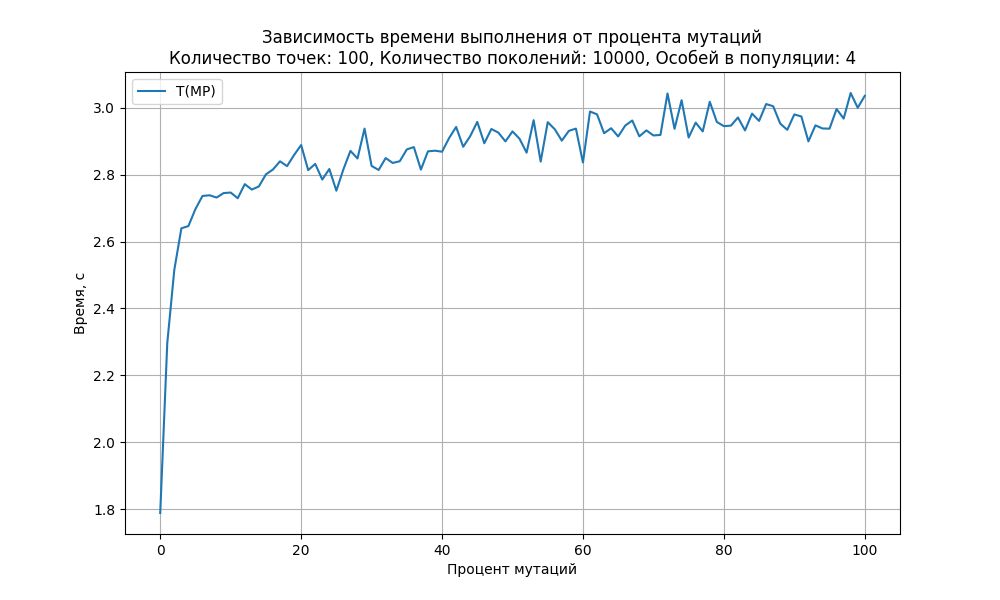 Зависимость времени выполнения от процента мутаций
Количество точек: 100, Количество поколений: 10000, Особей в популяции: 4
T(MP)
3.0
2.8
2.6
2.4
2.2
2.0
1.8
Время, с
0 20 40 60 80 100
Процент мутаций